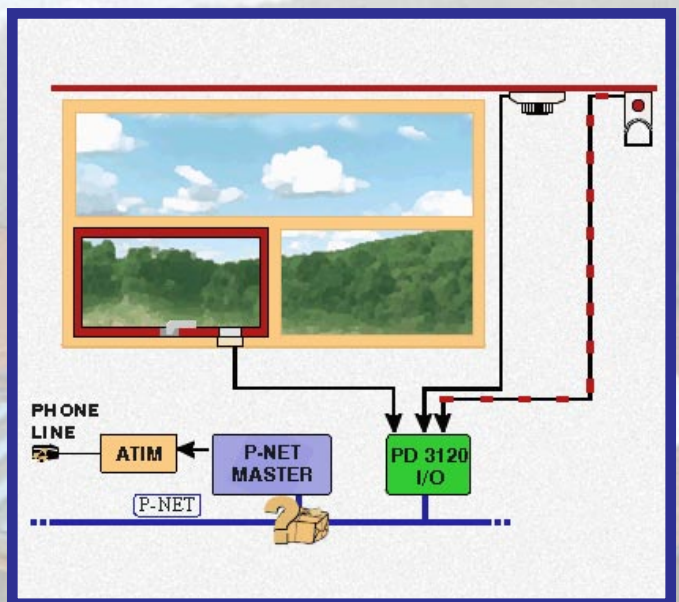 PHONE
LINE
ATIM
P-NET
MASTER
PD 3120
I/O
P-NET
?